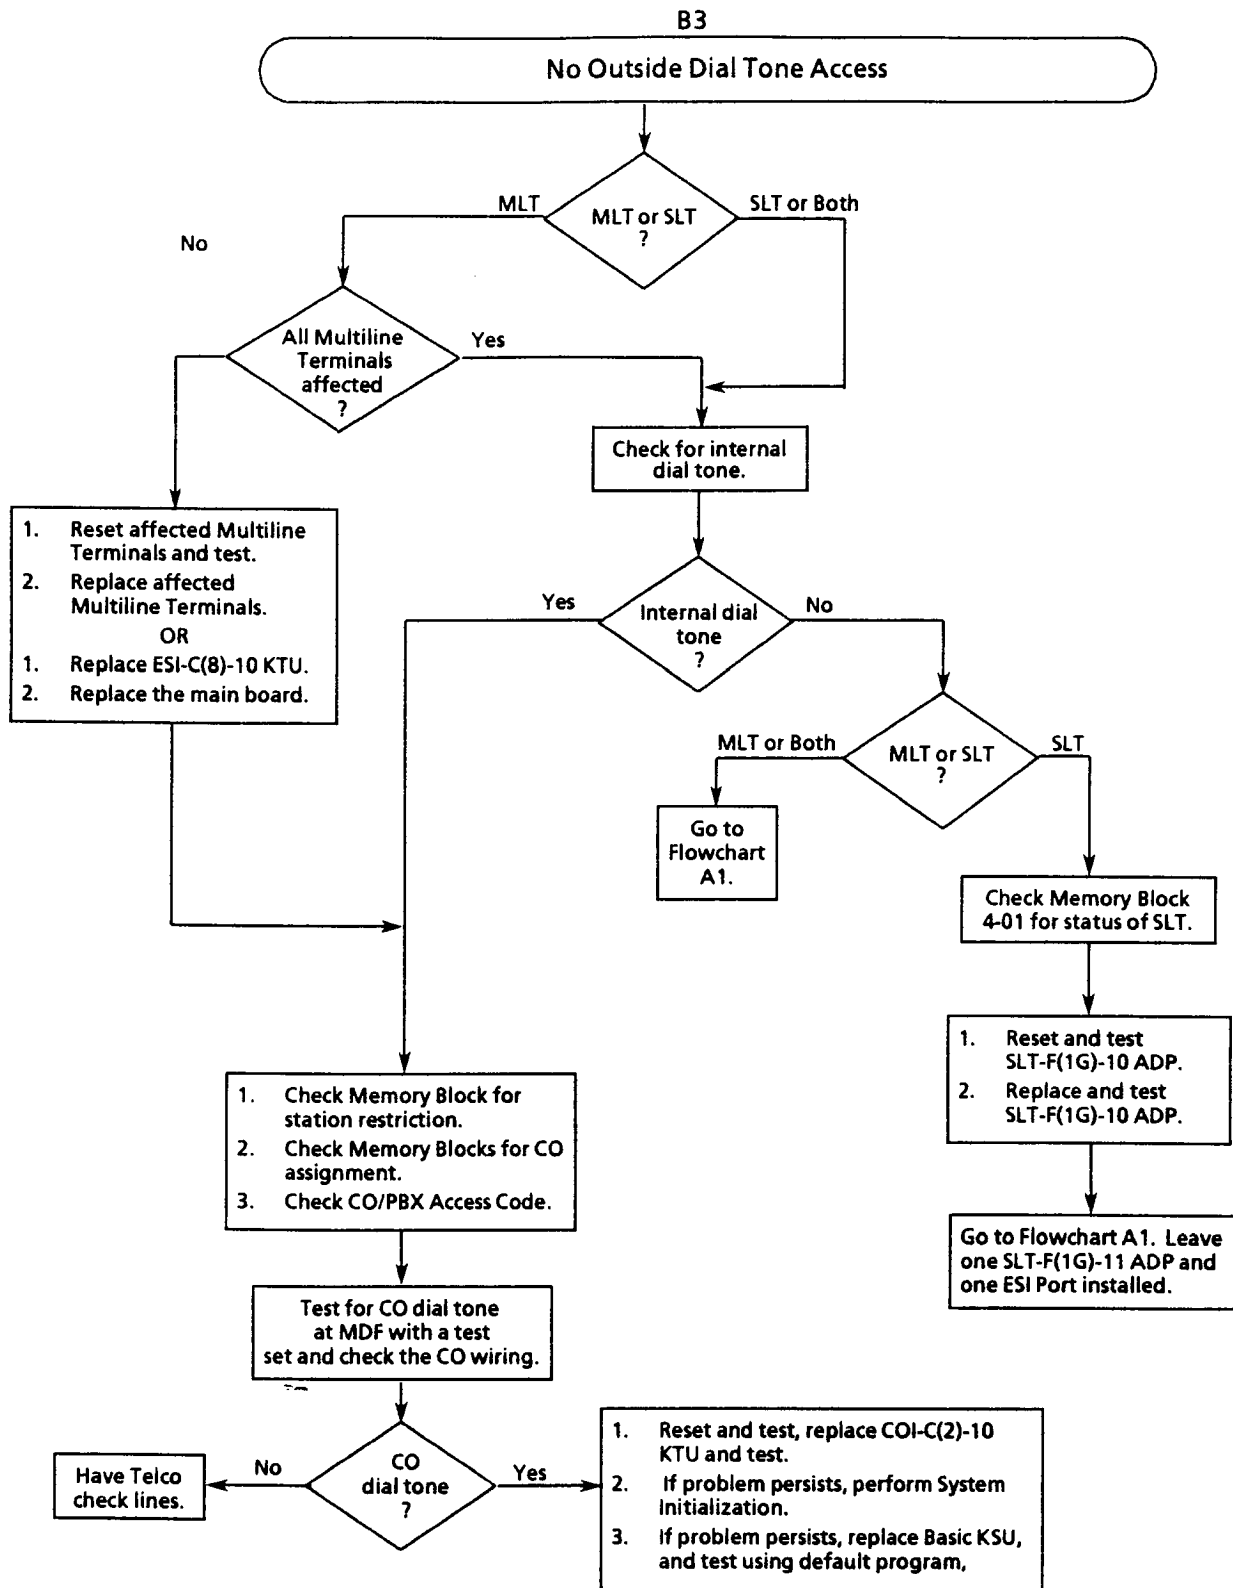 B3
No Outside Dial Tone Access
MLT
MLT or SLT
?
SLT or Both
No
All Multiline
Terminals
affected
?
Yes
Check for internal
dial tone.
1. Reset affected Multiline
Terminals and test.
2. Replace affected
Multiline Terminals.
OR
1. Replace ESI-C(8)-10 KTU.
2. Replace the main board.
Yes
Internal dial
tone
?
No
MLT or Both
MLT or SLT
?
SLT
Go to
Flowchart
A1.
Check Memory Block
4-01 for status of SLT.
1. Reset and test
SLT-F(1G)-10 ADP.
2. Replace and test
SLT-F(1G)-10 ADP.
Go to Flowchart A1. Leave
one SLT-F(1G)-11 ADP and
one ESI Port installed.
1. Check Memory Block for
station restriction.
2. Check Memory Blocks for CO
assignment.
3. Check CO/PBX Access Code.
Test for CO dial tone
at MDF with a test
set and check the CO wiring.
Have Telco
check lines.
No
CO
dial tone
?
Yes
1. Reset and test, replace COI-C(2)-10
KTU and test.
2. If problem persists, perform System
Initialization.
3. If problem persists, replace Basic KSU,
and test using default program,